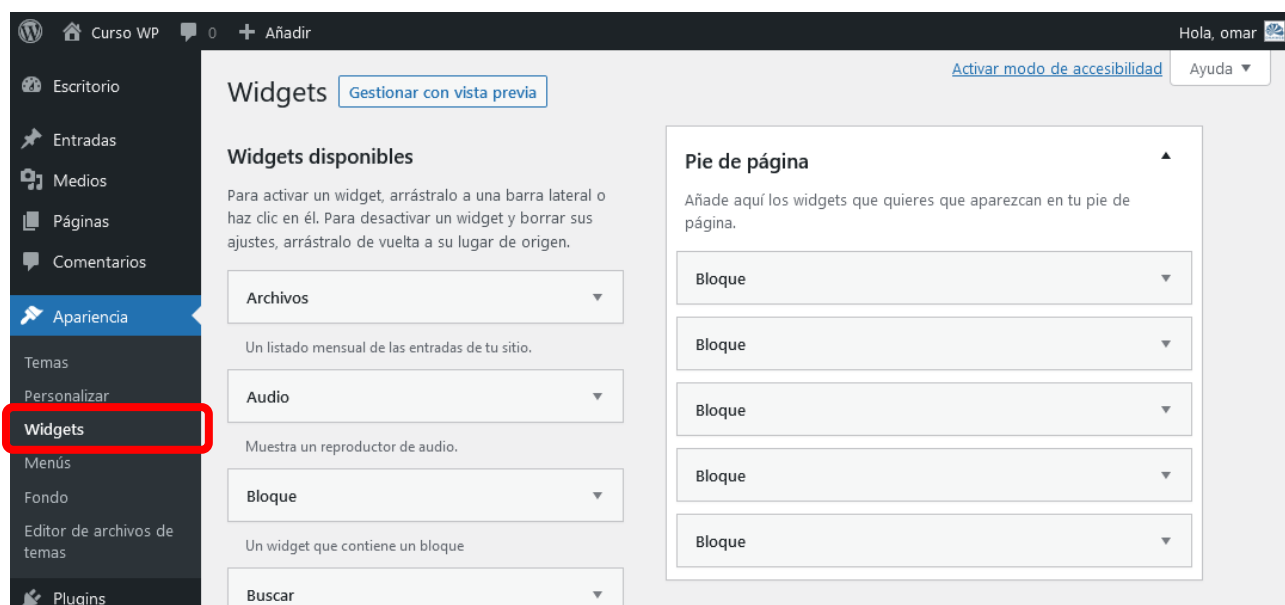 Curso WP 0 Añadir Hola, omar
Activar modo de accesibilidad Ayuda ▼
Escritorio
Entradas
Medios
Páginas
Comentarios
Apariencia
Temas
Personalizar
Widgets
Menús
Fondo
Editor de archivos de
temas
Plugins
Widgets Gestionar con vista previa
Widgets disponibles
Para activar un widget, arrástralo a una barra lateral o
haz clic en él. Para desactivar un widget y borrar sus
ajustes, arrástralo de vuelta a su lugar de origen.
Archivos
Un listado mensual de las entradas de tu sitio.
Audio
Muestra un reproductor de audio.
Bloque
Un widget que contiene un bloque
Buscar
Pie de página
Añade aquí los widgets que quieres que aparezcan en tu pie de
página.
Bloque
Bloque
Bloque
Bloque
Bloque